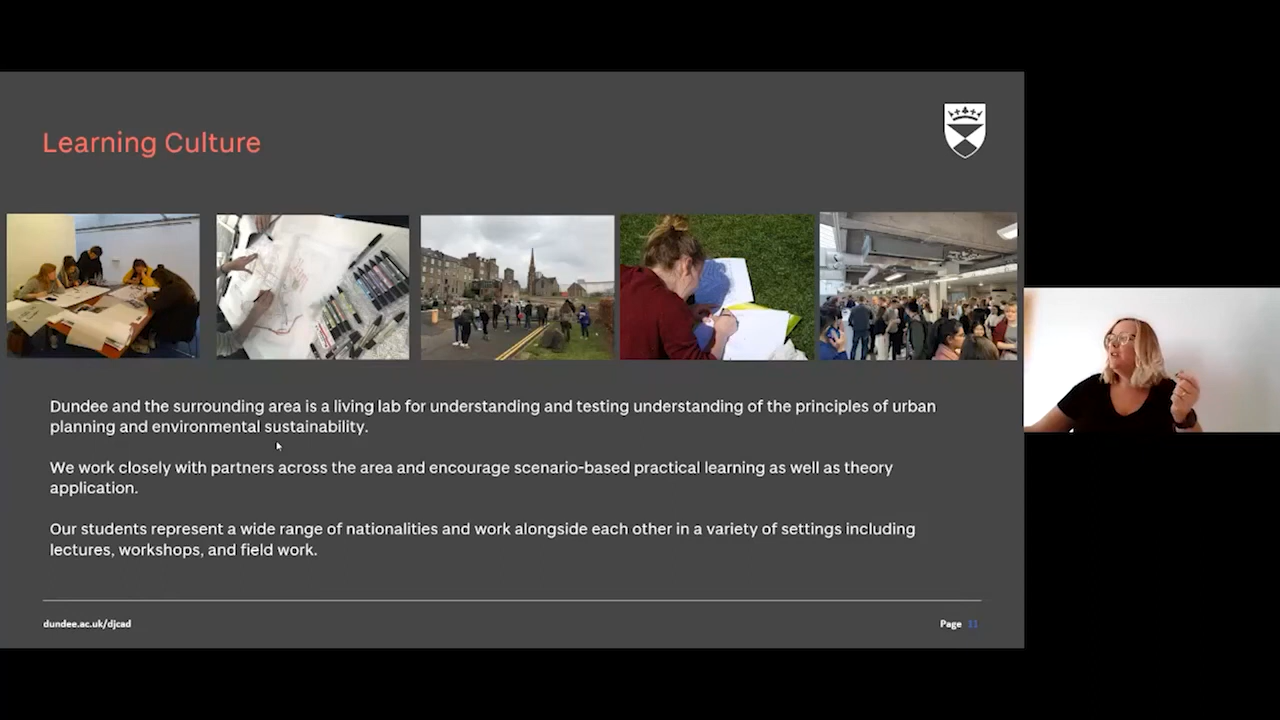 Learning Culture
Dundee and the surrounding area is a living lab for understanding and testing understanding of the principles of urban
planning and environmental sustainability.
We work closely with partners across the area and encourage scenario-based practical learning as well as theory
application.
Our students represent a wide range of nationalities and work alongside each other in a variety of settings including
lectures, workshops, and field work.
dundee.ac.uk/djcad
Page 11